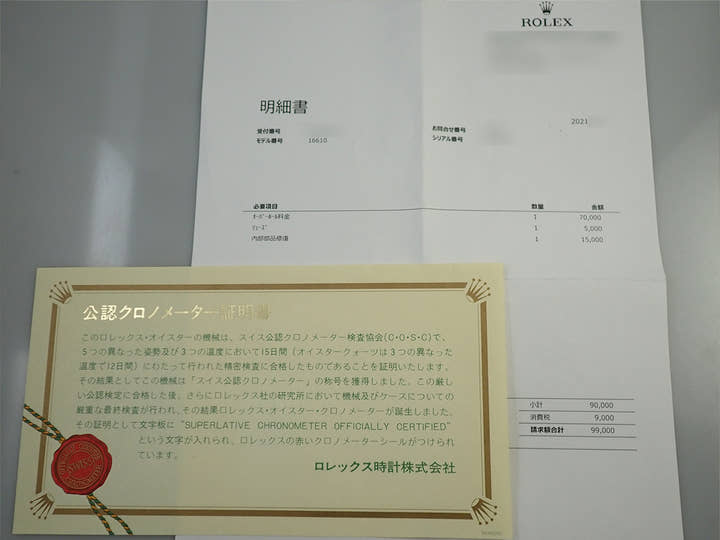 ROLEX
2021
明細書
受付番号
お問合せ番号
モデル番号 16610
シリアル番号
必要項目 数量 金額
ｵｰﾊﾞｰﾎｰﾙ料金 1 70,000
ﾁｭｰﾌﾞ 1 5,000
内部部品修復 1 15,000
小計 90,000
消費税 9,000
請求額合計 99,000
公認クロノメーター証明書
このロレックス・オイスターの機械は、スイス公認クロノメーター検査協会(C・O・S・C)で、
5つの異なった姿勢及び3つの温度において15日間(オイスタークォーツは3つの異なった
温度で12日間)にわたって行われた精密検査に合格したものであることを証明いたします。
その結果としてこの機械は「スイス公認クロノメーター」の称号を獲得しました。この厳し
い公認検定に合格した後、さらにロレックス社の研究所において機械及びケースについての
厳重な最終検査が行われ、その結果ロレックス・オイスター・クロノメーターが誕生しました。
その証明として文字板に“SUPERLATIVE CHRONOMETER OFFICIALLY CERTIFIED”
という文字が入れられ、ロレックスの赤いクロノメーターシールがつけられ
ています。
ロレックス時計株式会社